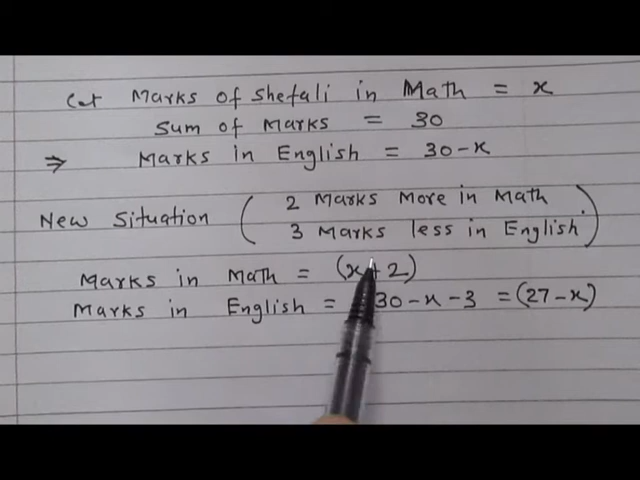 Let Marks of Shefali in Math = x
Sum of Marks = 30
⇒ Marks in English = 30-x
New Situation ( 2 Marks More in Math
3 Marks less in English )
Marks in Math = (x+2)
Marks in English = 30-x-3 = (27-x)